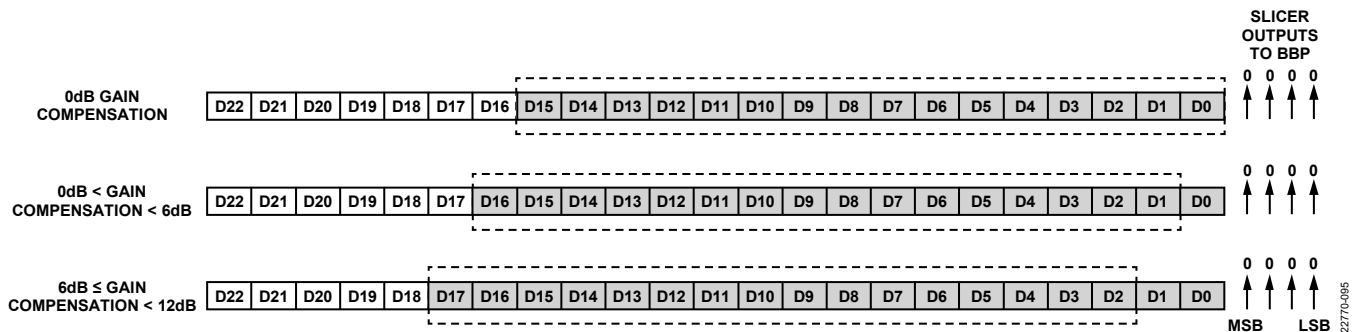 SLICER
OUTPUTS
TO BBP
0 0 0 0
0dB GAIN
COMPENSATION
D22 D21 D20 D19 D18 D17 D16 D15 D14 D13 D12 D11 D10 D9 D8 D7 D6 D5 D4 D3 D2 D1 D0
0 0 0 0
0dB < GAIN
COMPENSATION < 6dB
D22 D21 D20 D19 D18 D17 D16 D15 D14 D13 D12 D11 D10 D9 D8 D7 D6 D5 D4 D3 D2 D1 D0
0 0 0 0
6dB ≤ GAIN
COMPENSATION < 12dB
D22 D21 D20 D19 D18 D17 D16 D15 D14 D13 D12 D11 D10 D9 D8 D7 D6 D5 D4 D3 D2 D1 D0
MSB LSB
22770-095